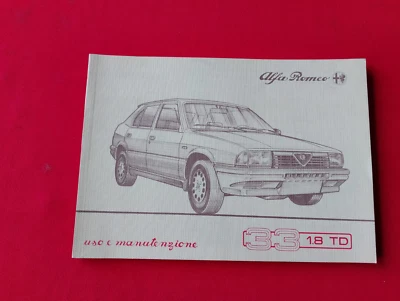 Alfa Romeo
uso e manutenzione
33 1.8 TD